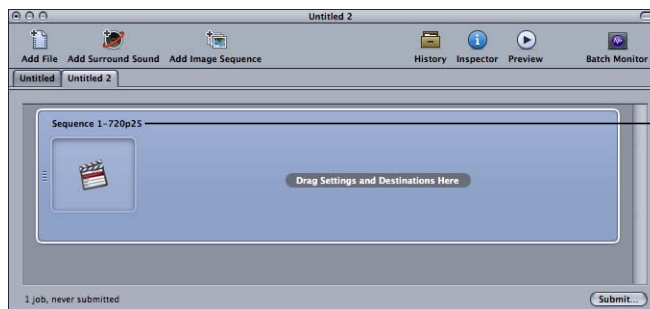 Untitled 2
Add File Add Surround Sound Add Image Sequence History Inspector Preview Batch Monitor
Untitled Untitled 2
Sequence 1-720p25
Drag Settings and Destinations Here
1 job, never submitted Submit...